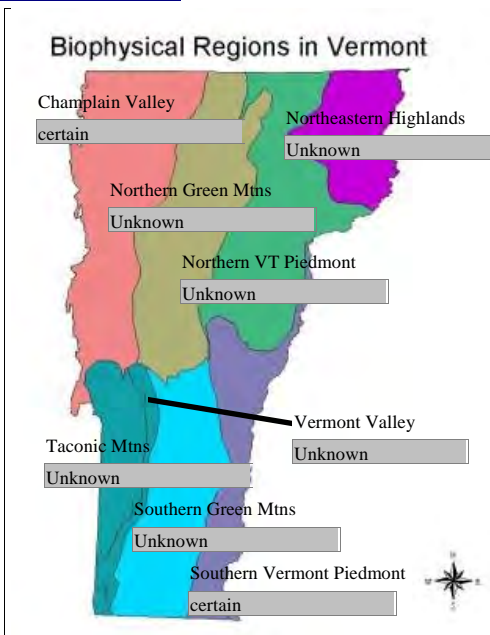 Biophysical Regions in Vermont
Champlain Valley
certain
Northeastern Highlands
Unknown
Northern Green Mtns
Unknown
Northern VT Piedmont
Unknown
Vermont Valley
Unknown
Taconic Mtns
Unknown
Southern Green Mtns
Unknown
Southern Vermont Piedmont
certain